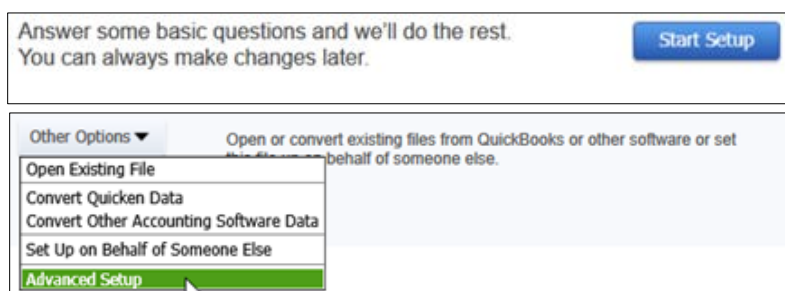 Answer some basic questions and we'll do the rest.
Start Setup
You can always make changes later.
Other Options
Open or convert existing files from QuickBooks or other software or set
behalf of someone else.
Open Existing File
Convert Quicken Data
Convert Other Accounting Software Data
Set Up on Behalf of Someone Else
Advanced Setup